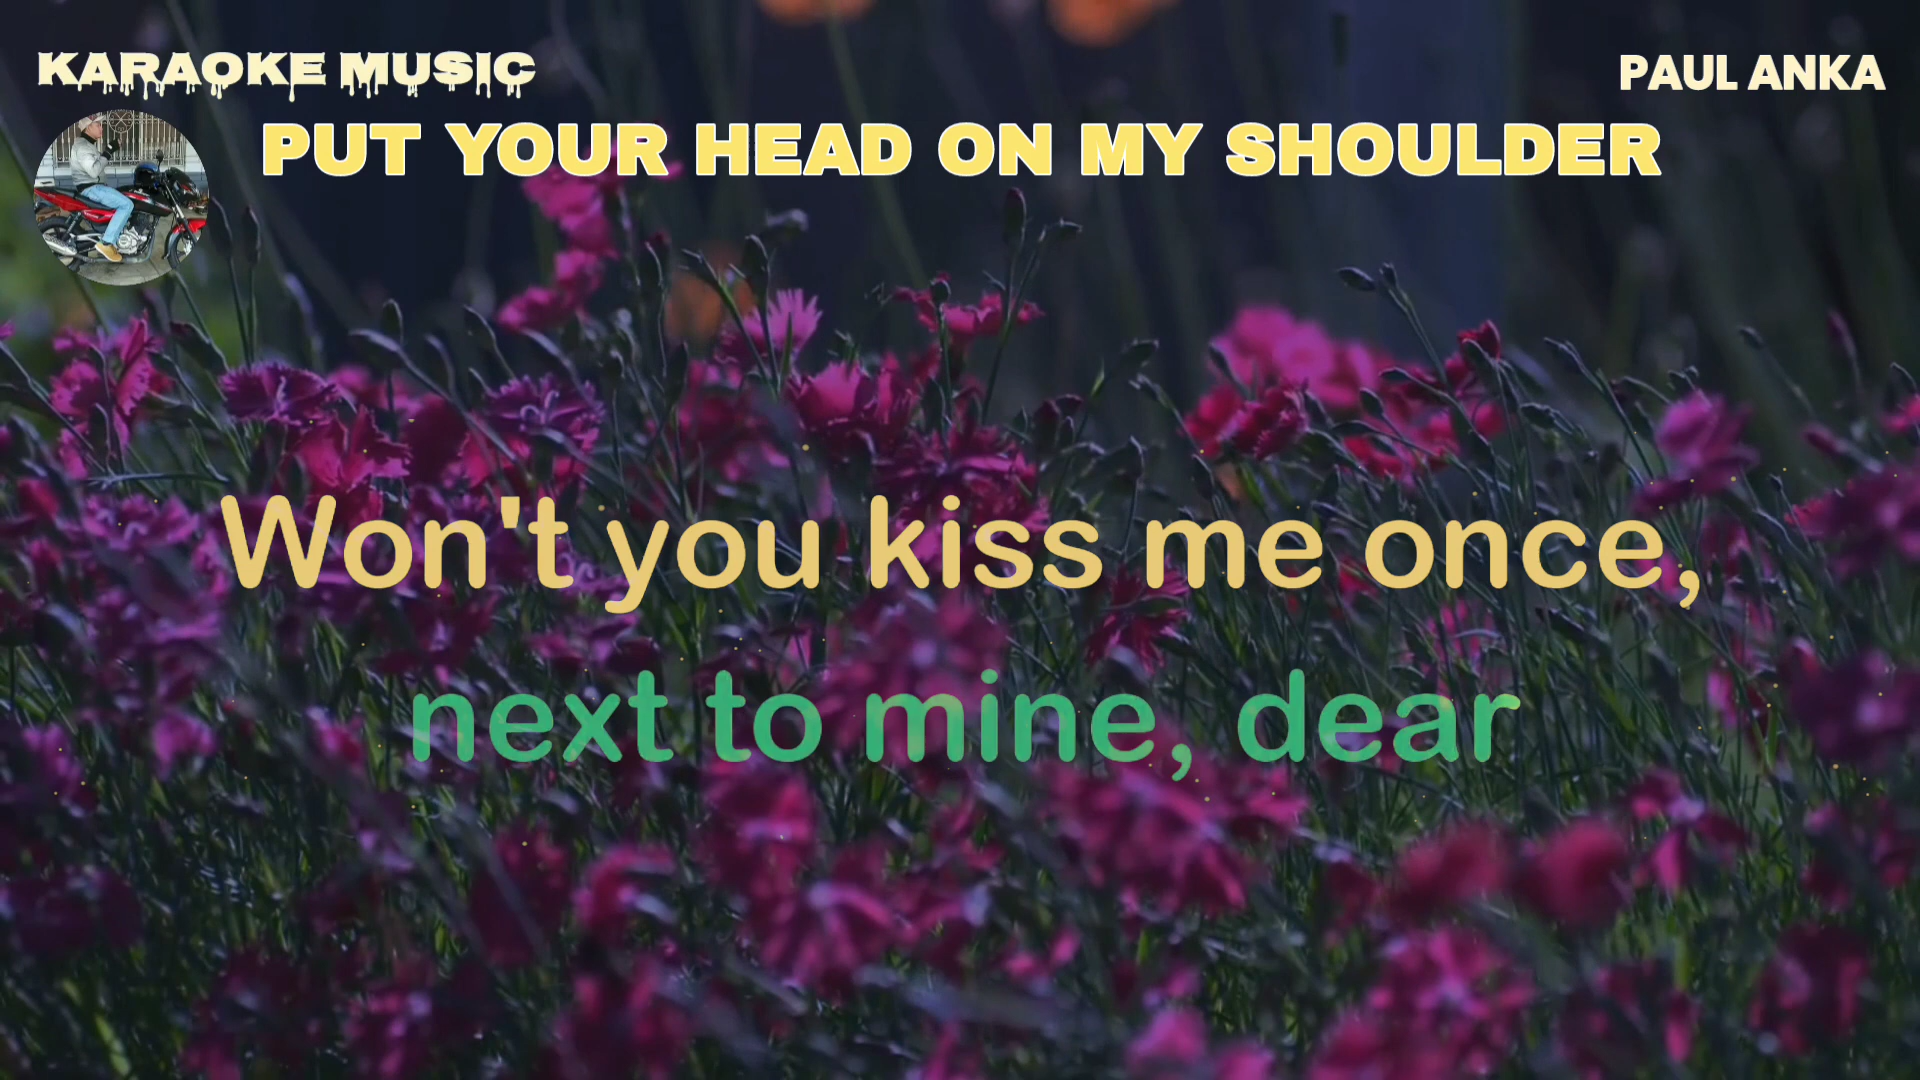 KARAOKE MUSIC
PAUL ANKA
PUT YOUR HEAD ON MY SHOULDER
Won't you kiss me once,
next to mine, dear